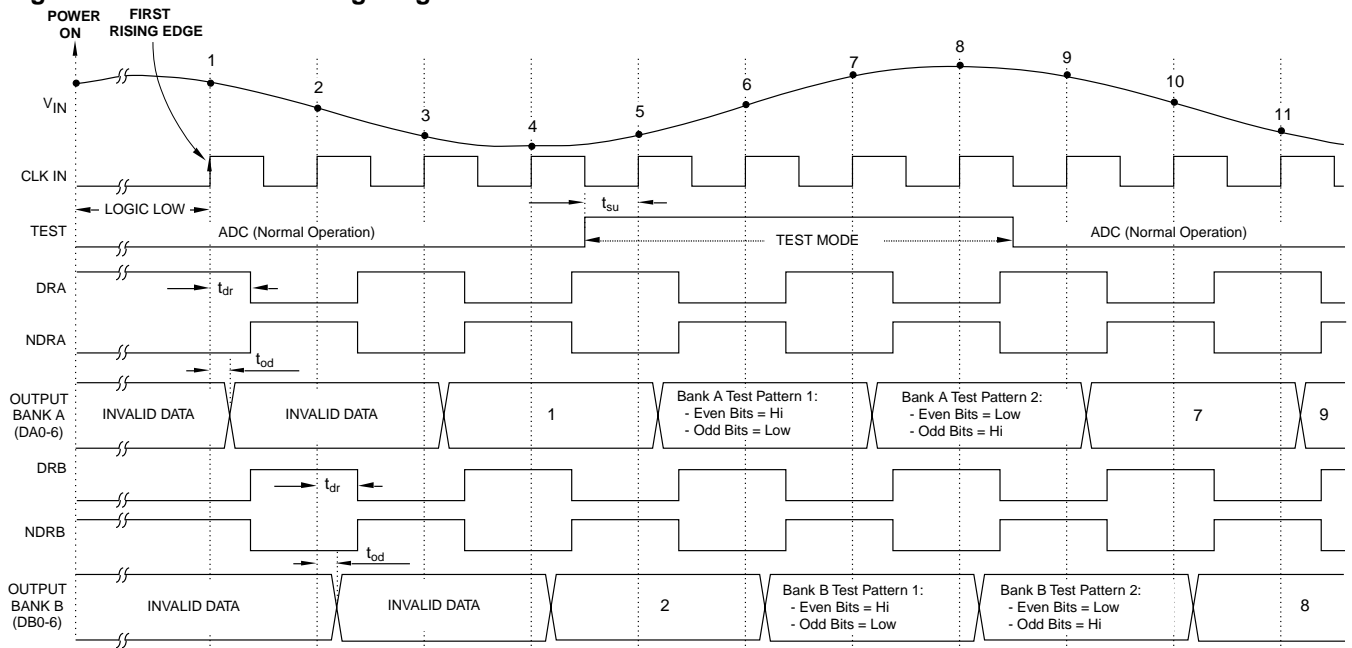 POWER ON
FIRST RISING EDGE
1
2
3
4
5
6
7
8
9
10
11
VIN
CLK IN
LOGIC LOW
tsu
TEST
ADC (Normal Operation)
TEST MODE
ADC (Normal Operation)
DRA
tdr
NDRA
tod
OUTPUT BANK A (DA0-6)
INVALID DATA
INVALID DATA
1
Bank A Test Pattern 1:
- Even Bits = Hi
- Odd Bits = Low
Bank A Test Pattern 2:
- Even Bits = Low
- Odd Bits = Hi
7
9
DRB
tdr
NDRB
tod
OUTPUT BANK B (DB0-6)
INVALID DATA
INVALID DATA
2
Bank B Test Pattern 1:
- Even Bits = Hi
- Odd Bits = Low
Bank B Test Pattern 2:
- Even Bits = Low
- Odd Bits = Hi
8